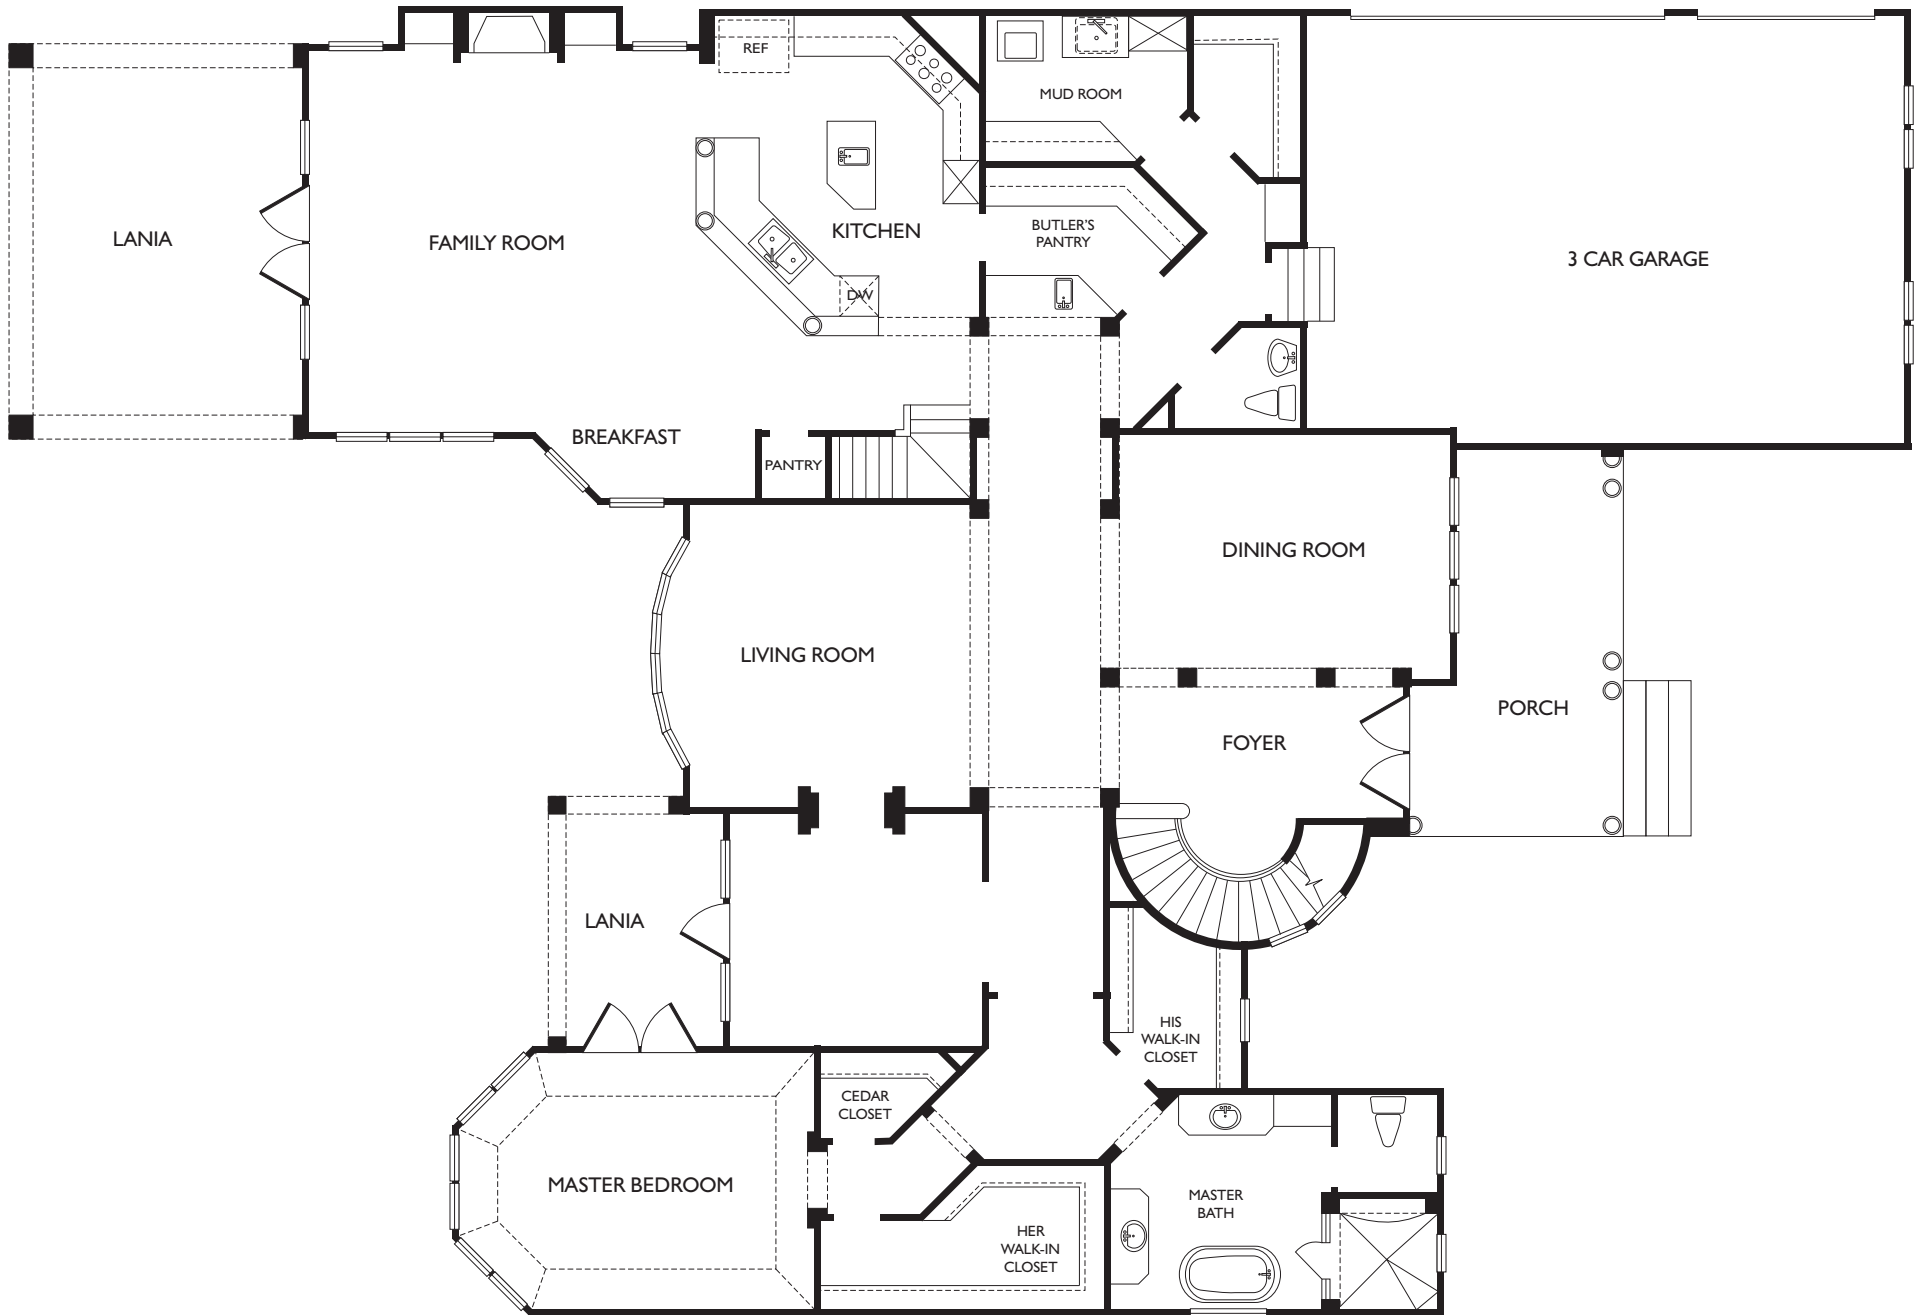 REF
MUD ROOM
LANIA
FAMILY ROOM
KITCHEN
BUTLER'S
PANTRY
3 CAR GARAGE
DW
BREAKFAST
PANTRY
DINING ROOM
LIVING ROOM
PORCH
FOYER
LANIA
HIS
WALK-IN
CLOSET
CEDAR
CLOSET
MASTER BEDROOM
MASTER
BATH
HER
WALK-IN
CLOSET